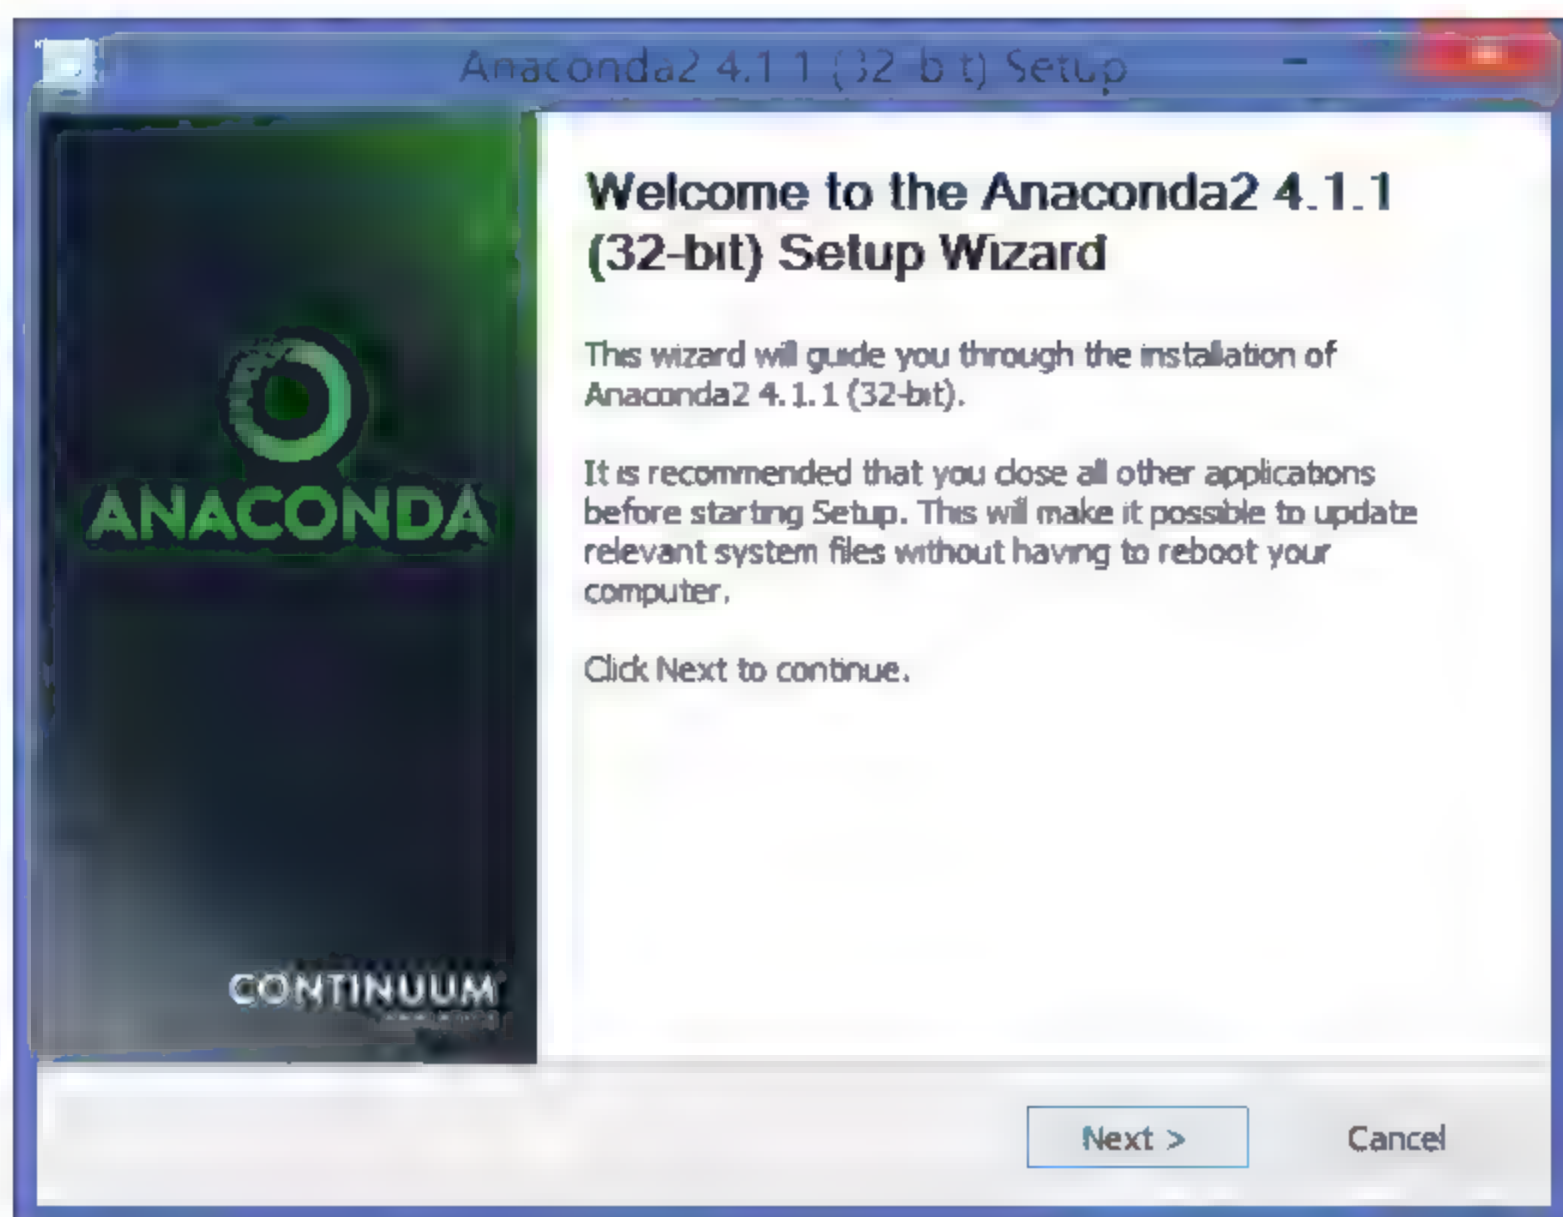 Anaconda2 4.1.1 (32-bit) Setup
Welcome to the Anaconda2 4.1.1
(32-bit) Setup Wizard
This wizard will guide you through the installation of
Anaconda2 4.1.1 (32-bit).
It is recommended that you close all other applications
before starting Setup. This will make it possible to update
relevant system files without having to reboot your
computer.
Click Next to continue.
ANACONDA
CONTINUUM
Next >
Cancel